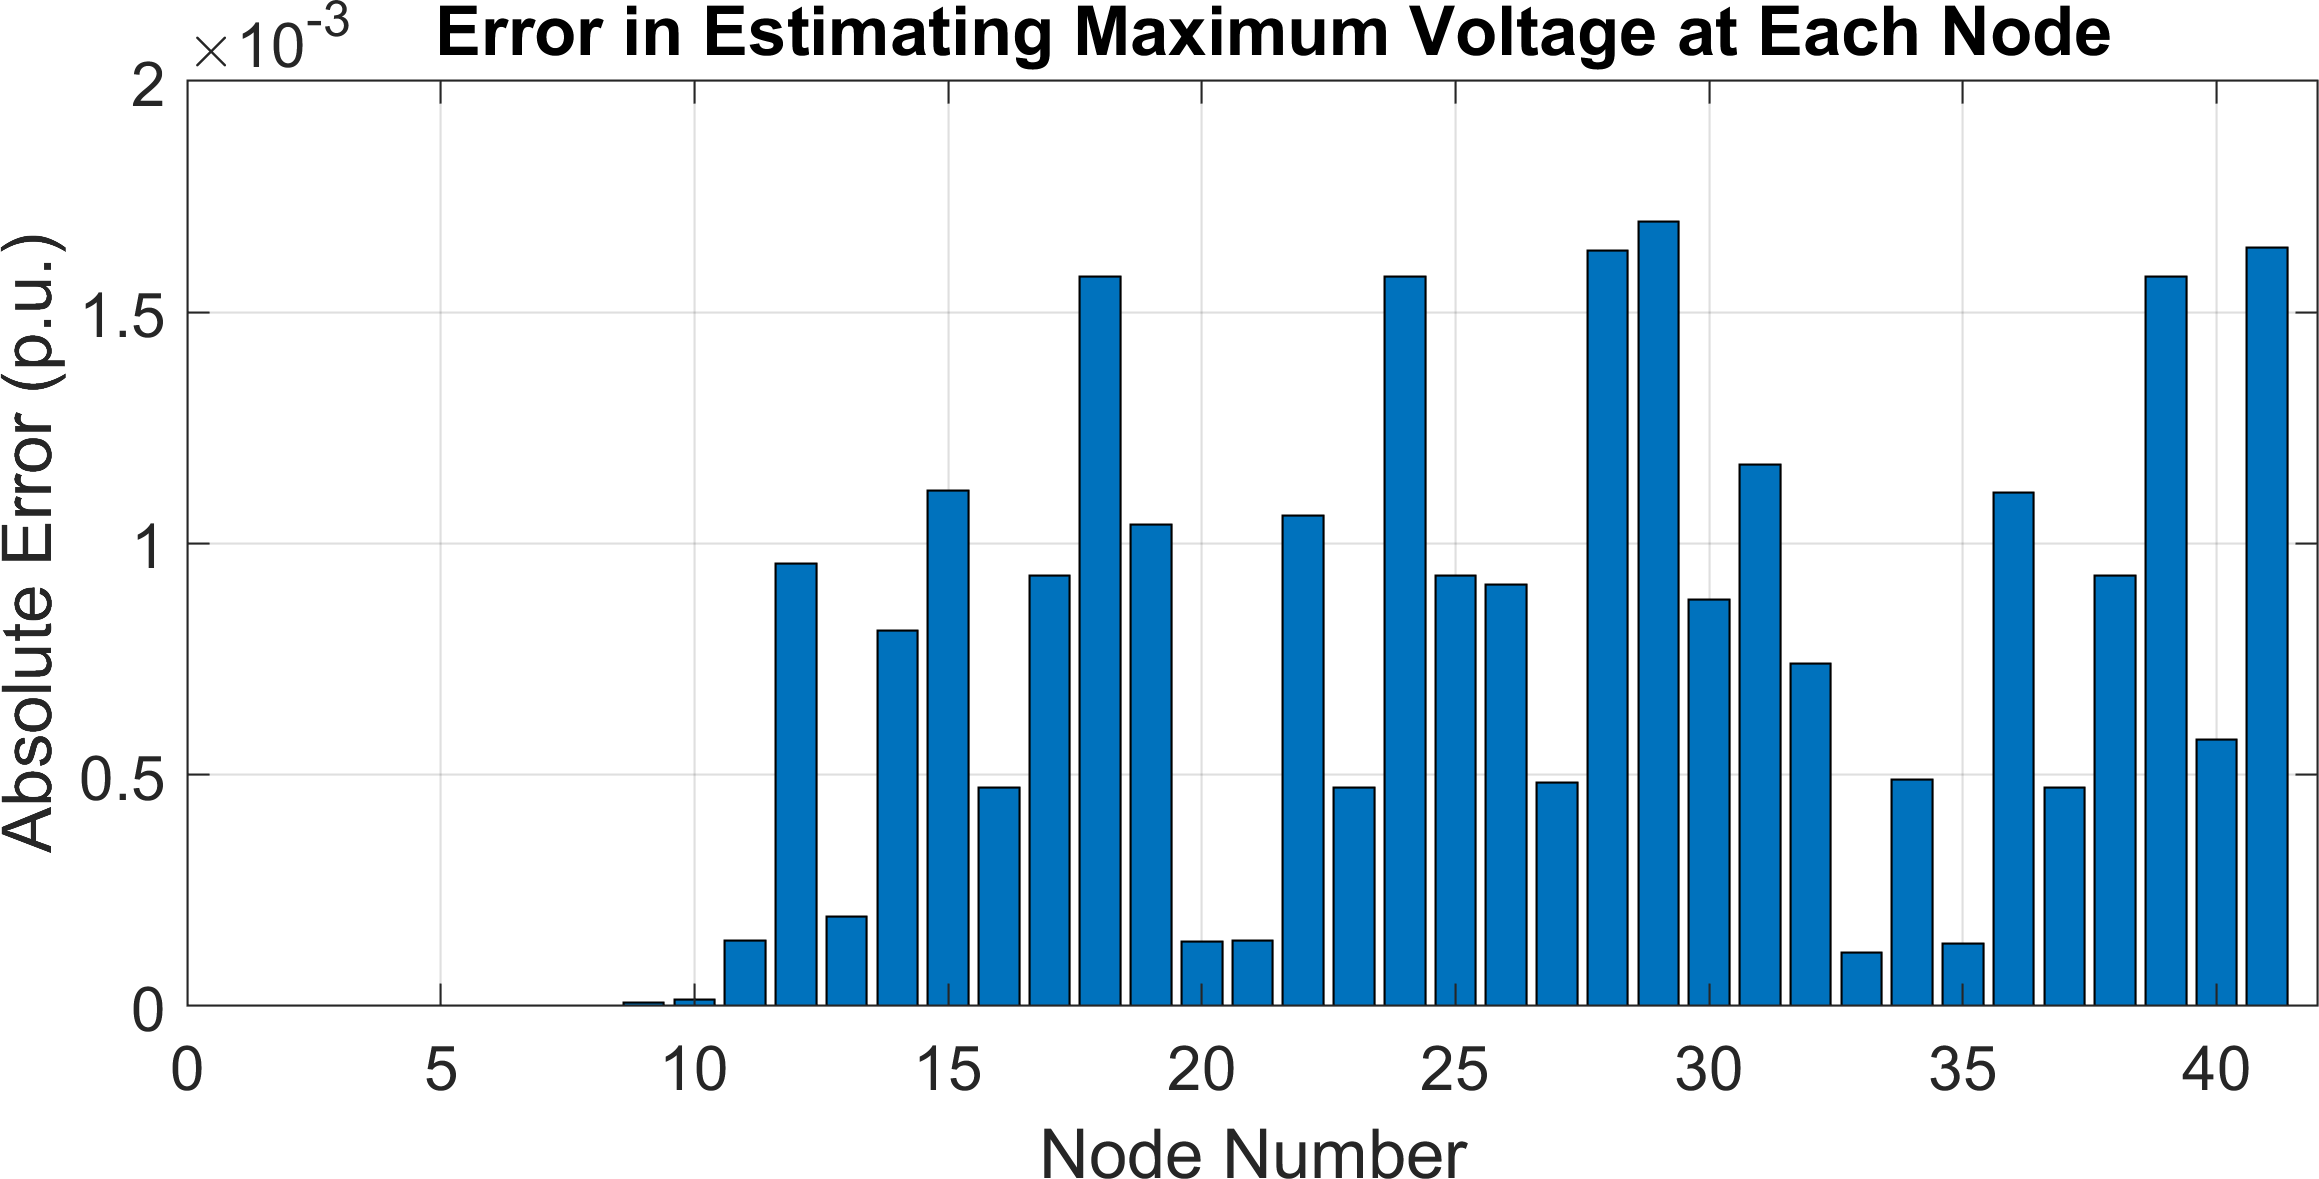 ×10-3
Error in Estimating Maximum Voltage at Each Node
2
1.5
1
0.5
0
Absolute Error (p.u.)
0 5 10 15 20 25 30 35 40
Node Number